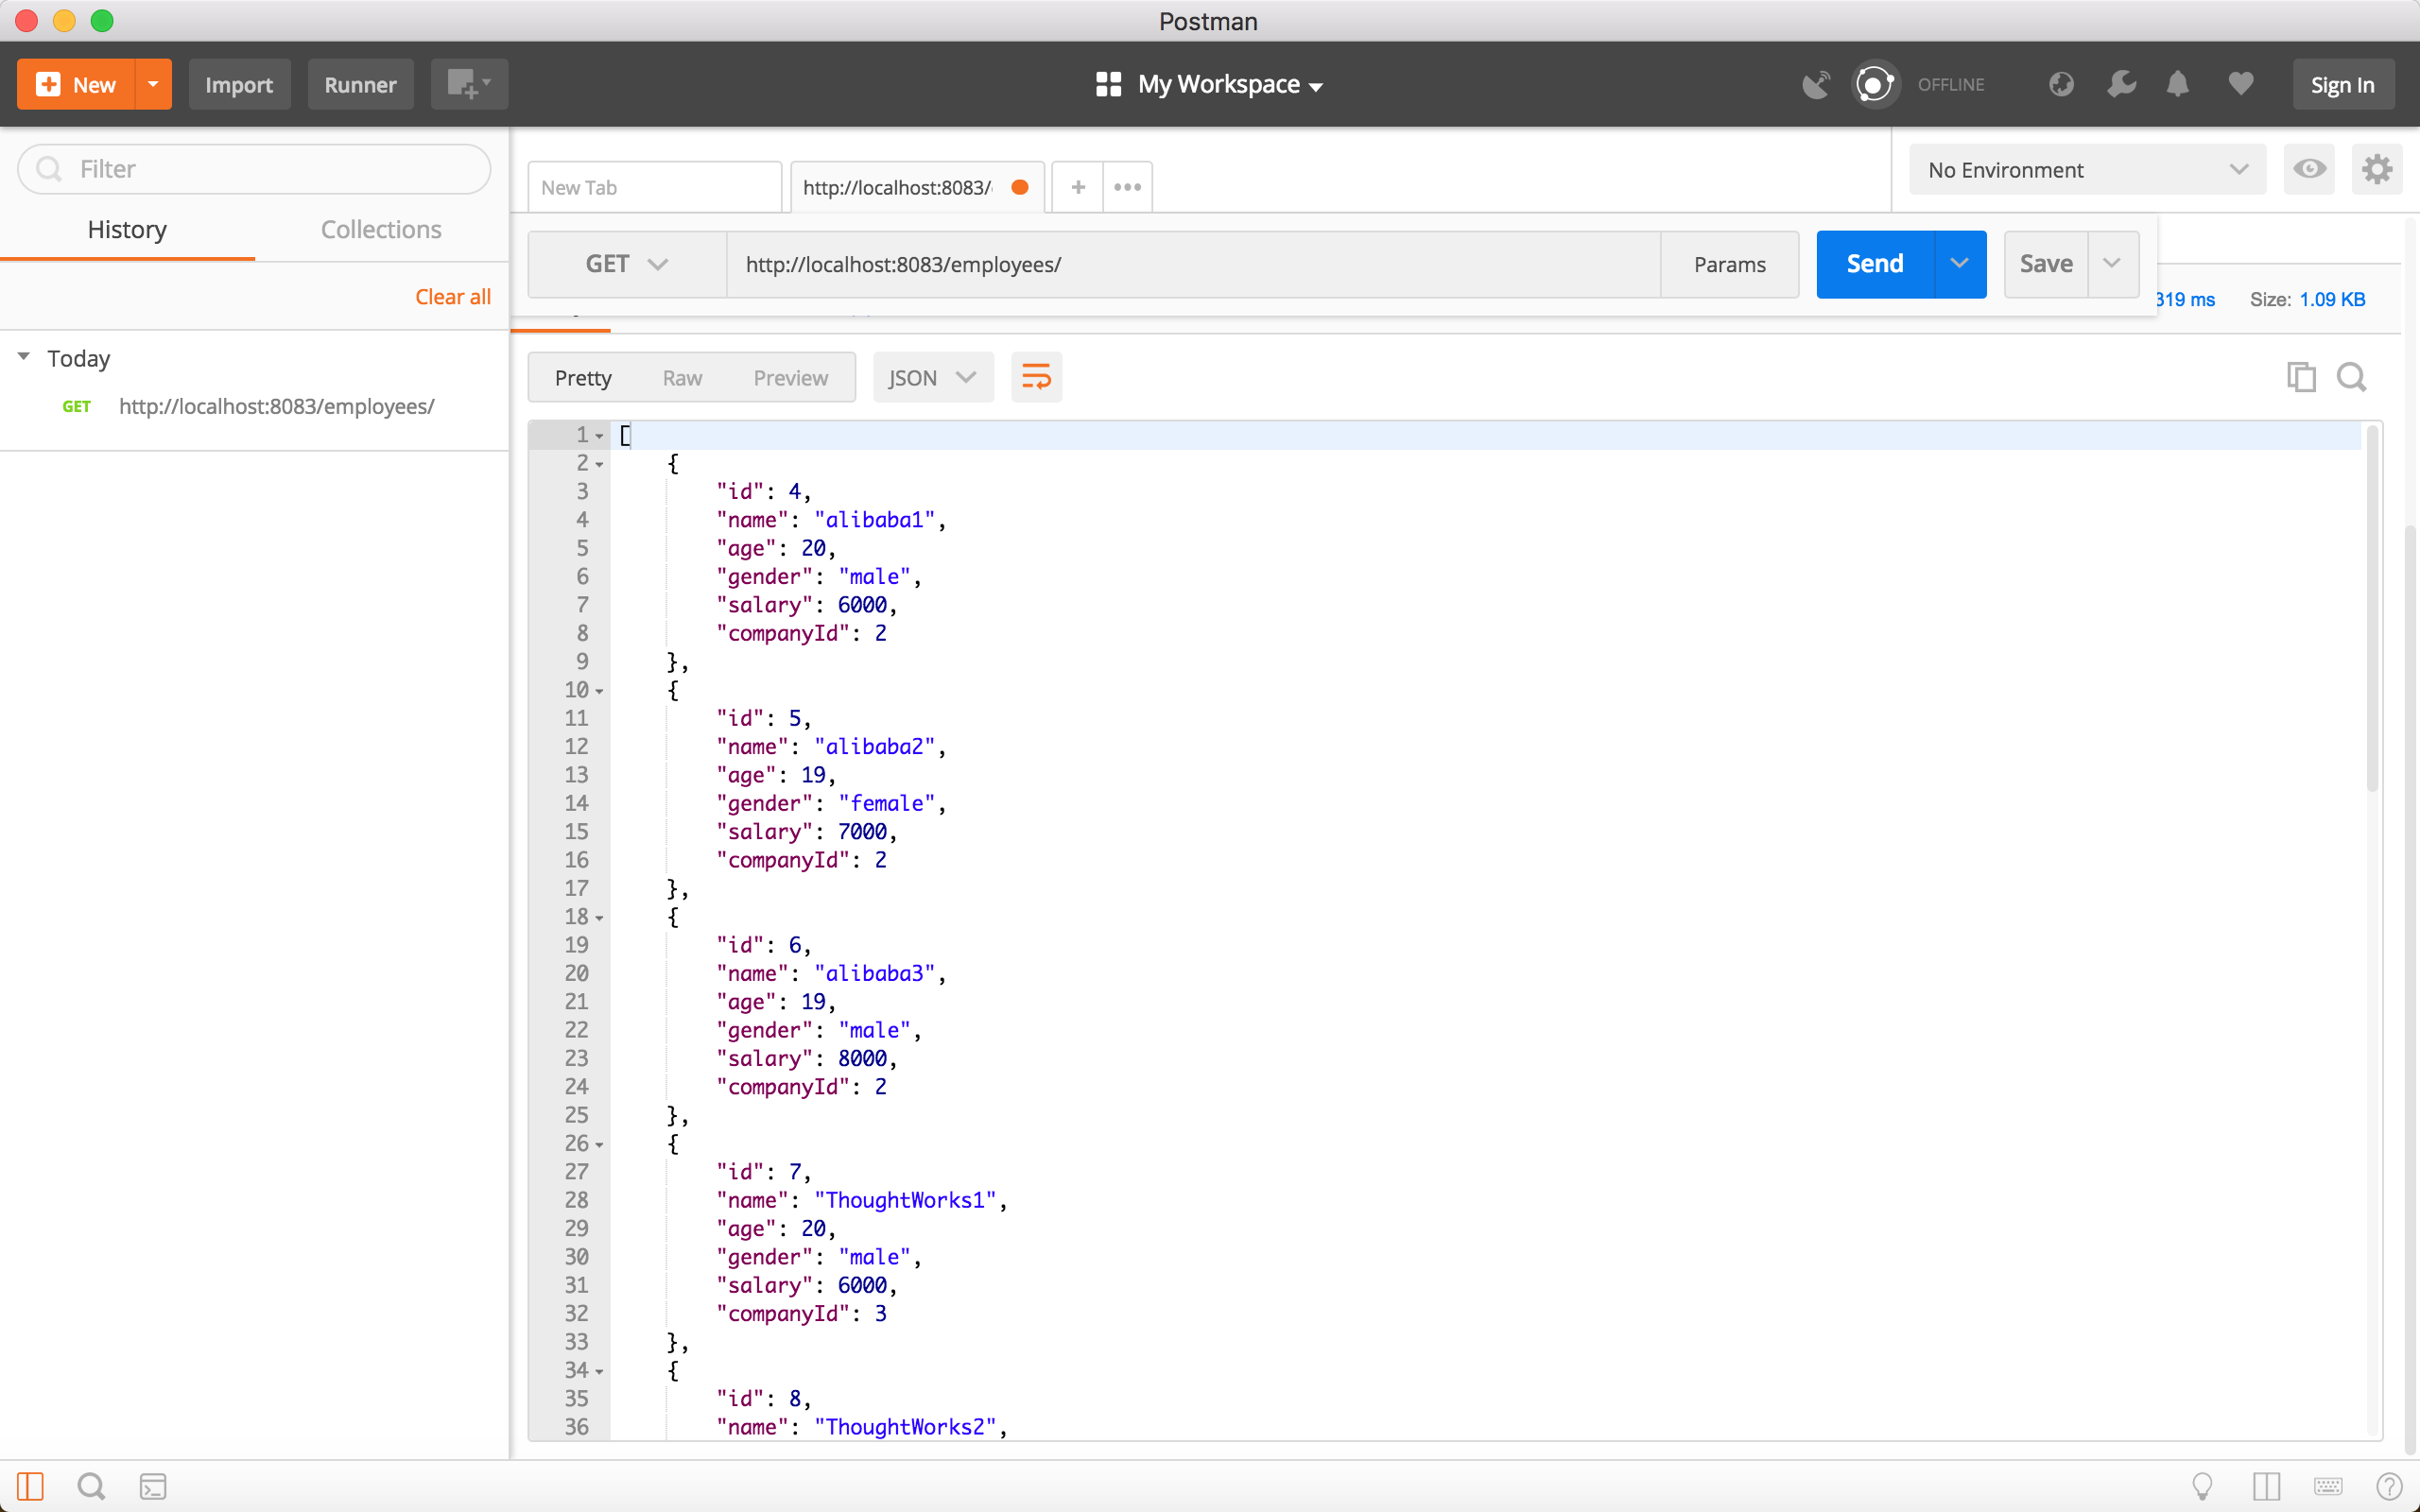 Postman
New
Import
Runner
My Workspace
OFFLINE
Sign In
Filter
History
Collections
Clear all
Today
GET http://localhost:8083/employees/
New Tab
http://localhost:8083/
No Environment
GET
http://localhost:8083/employees/
Params
Send
Save
319 ms
Size: 1.09 KB
Pretty
Raw
Preview
JSON
1 [
2 {
3 "id": 4,
4 "name": "alibaba1",
5 "age": 20,
6 "gender": "male",
7 "salary": 6000,
8 "companyId": 2
9 },
10 {
11 "id": 5,
12 "name": "alibaba2",
13 "age": 19,
14 "gender": "female",
15 "salary": 7000,
16 "companyId": 2
17 },
18 {
19 "id": 6,
20 "name": "alibaba3",
21 "age": 19,
22 "gender": "male",
23 "salary": 8000,
24 "companyId": 2
25 },
26 {
27 "id": 7,
28 "name": "ThoughtWorks1",
29 "age": 20,
30 "gender": "male",
31 "salary": 6000,
32 "companyId": 3
33 },
34 {
35 "id": 8,
36 "name": "ThoughtWorks2",